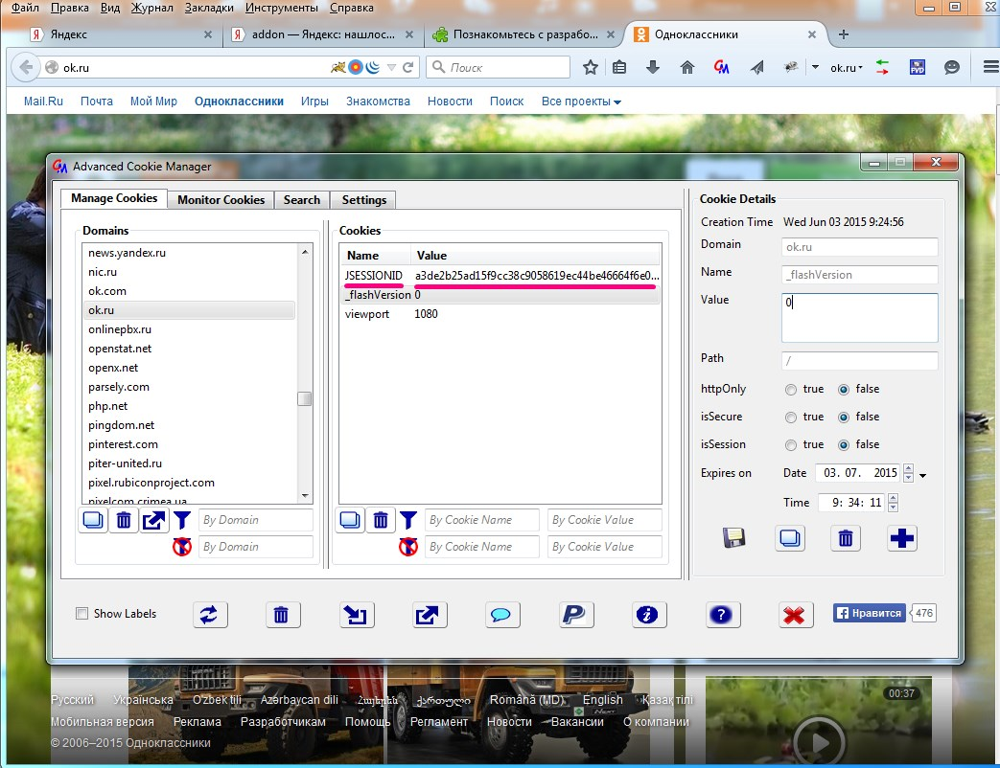 Файл Правка Вид Журнал Закладки Инструменты Справка
Яндекс addon — Яндекс: нашлос... Познакомьтесь с разрабо... Одноклассники
ok.ru Поиск ok.ru PVD
Mail.Ru Почта Мой Мир Одноклассники Игры Знакомства Новости Поиск Все проекты
Advanced Cookie Manager
Manage Cookies Monitor Cookies Search Settings
Domains
news.yandex.ru
nic.ru
ok.com
ok.ru
onlinepbx.ru
openstat.net
openx.net
parsely.com
php.net
pingdom.net
pinterest.com
piter-united.ru
pixel.rubiconproject.com
pixelcom.crimea.ua
By Domain
By Domain
Cookies
Name Value
JSESSIONID a3de2b25ad15f9cc38c9058619ec44be46664f6e0...
_flashVersion 0
viewport 1080
By Cookie Name By Cookie Value
By Cookie Name By Cookie Value
Cookie Details
Creation Time Wed Jun 03 2015 9:24:56
Domain ok.ru
Name _flashVersion
Value 0
Path /
httpOnly true false
isSecure true false
isSession true false
Expires on Date 03. 07. 2015
Time 9: 34: 11
Show Labels Нравится 476
Русский Українська O'zbek tili Azərbaycan dili Հայերեն ქართული Română (MD) English Қазақ тілі
Мобильная версия Реклама Разработчикам Помощь Регламент Новости Вакансии О компании
© 2006–2015 Одноклассники
00:37